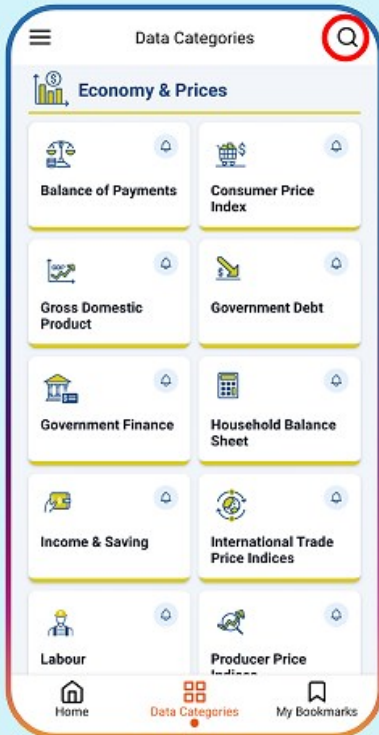 Data Categories
Economy & Prices
Balance of Payments
Consumer Price
Index
Gross Domestic
Product
Government Debt
Government Finance
Household Balance
Sheet
Income & Saving
International Trade
Price Indices
Labour
Producer Price
Indices
Home
Data Categories
My Bookmarks